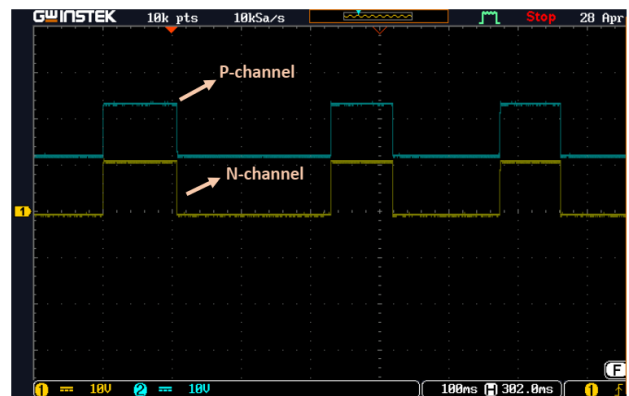 GWINSTEK 10k pts 10kSa/s Stop 28 Apr
P-channel
N-channel
1
F
1 10V 2 10V 100ms H 302.0ms 1